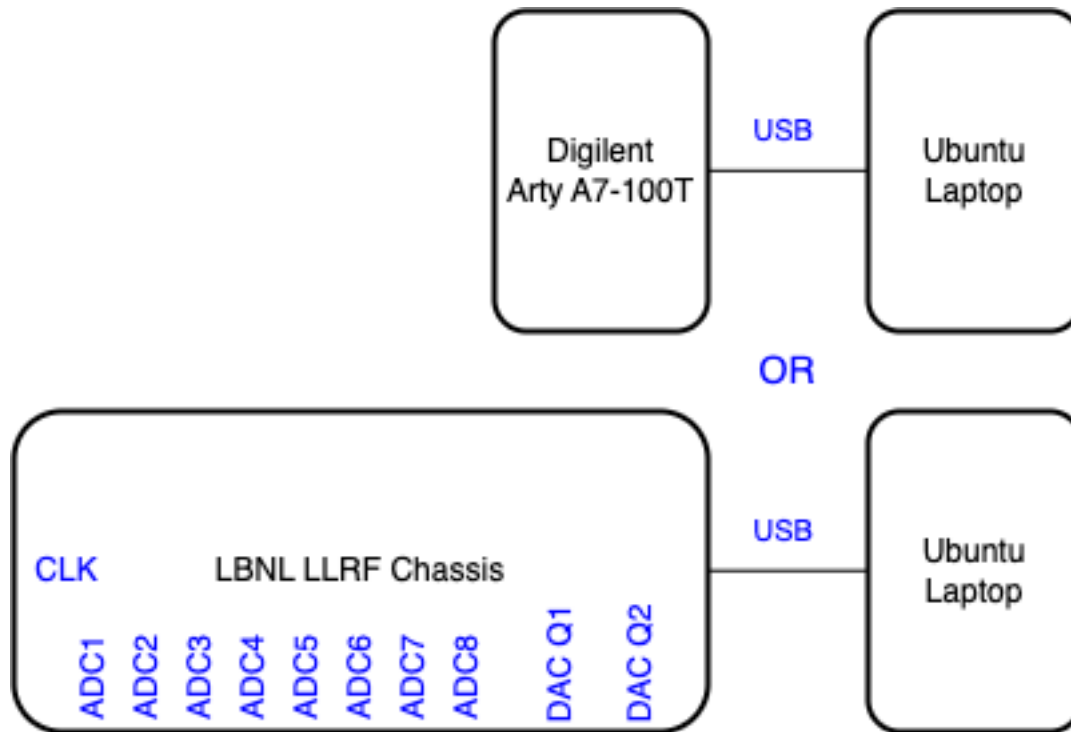 Digilent
Arty A7-100T
USB
Ubuntu
Laptop
OR
CLK
LBNL LLRF Chassis
ADC1
ADC2
ADC3
ADC4
ADC5
ADC6
ADC7
ADC8
DAC Q1
DAC Q2
USB
Ubuntu
Laptop